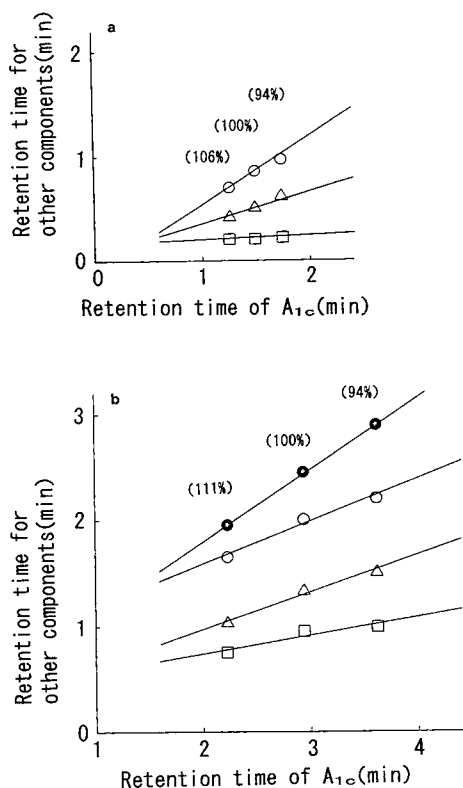 a
2
(94%)
(100%)
1
(106%)
0
0
1
2
Retention time for
other components(min)
Retention time of A1c(min)
3
b
(94%)
(100%)
(111%)
2
1
0
1
2
3
4
Retention time for
other components(min)
Retention time of A1c(min)